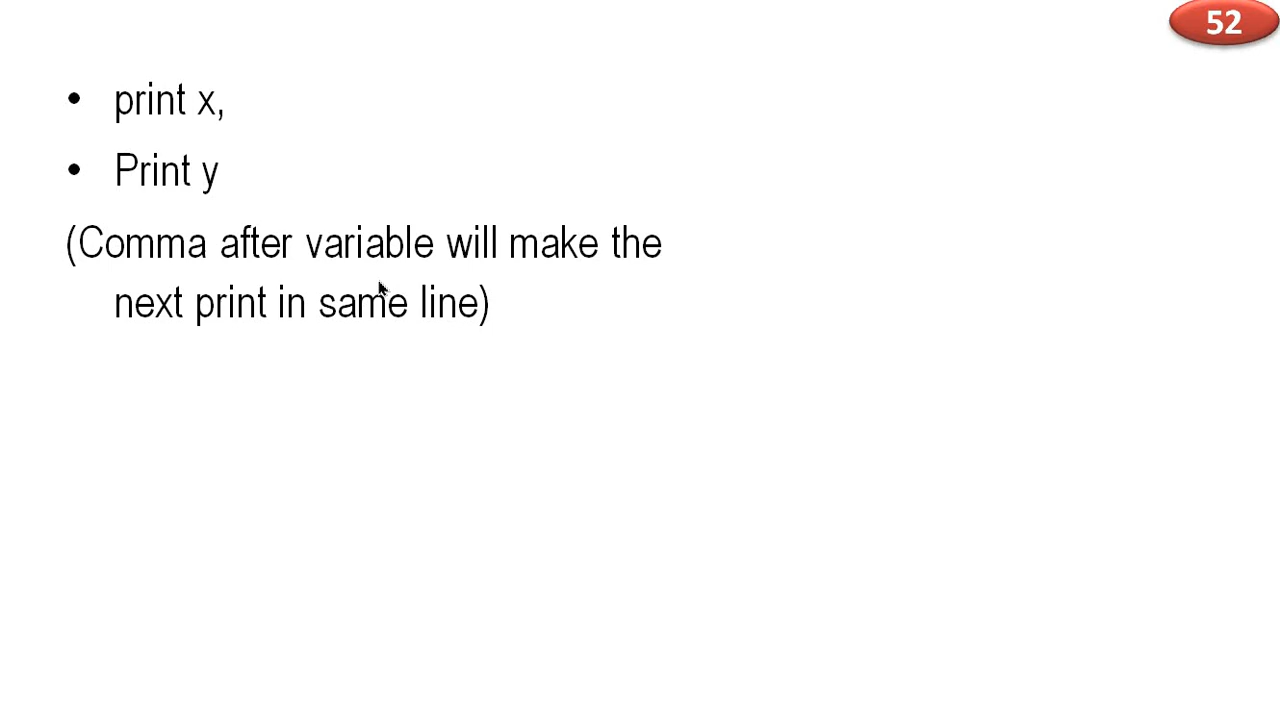 52
• print x,
• Print y
(Comma after variable will make the
next print in same line)